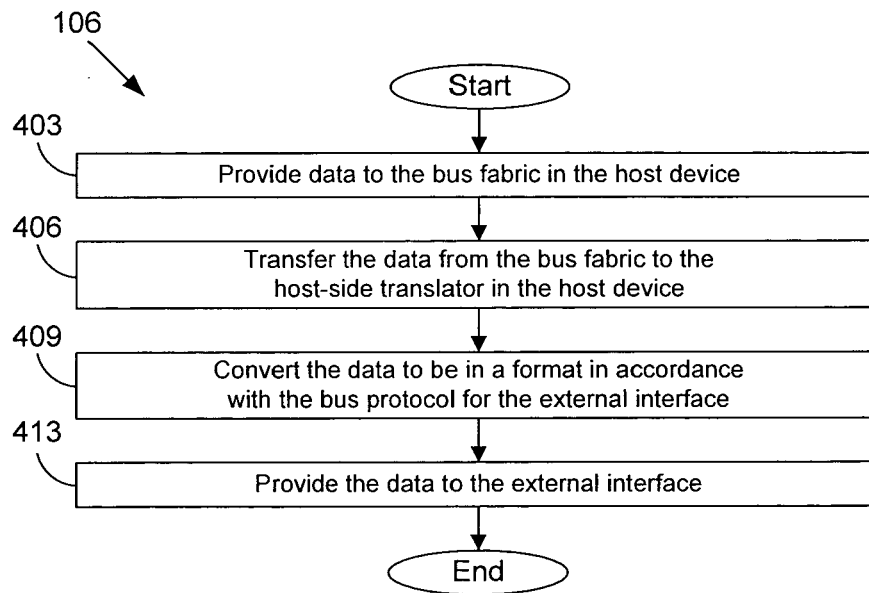 106
Start
403
Provide data to the bus fabric in the host device
406
Transfer the data from the bus fabric to the
host-side translator in the host device
409
Convert the data to be in a format in accordance
with the bus protocol for the external interface
413
Provide the data to the external interface
End